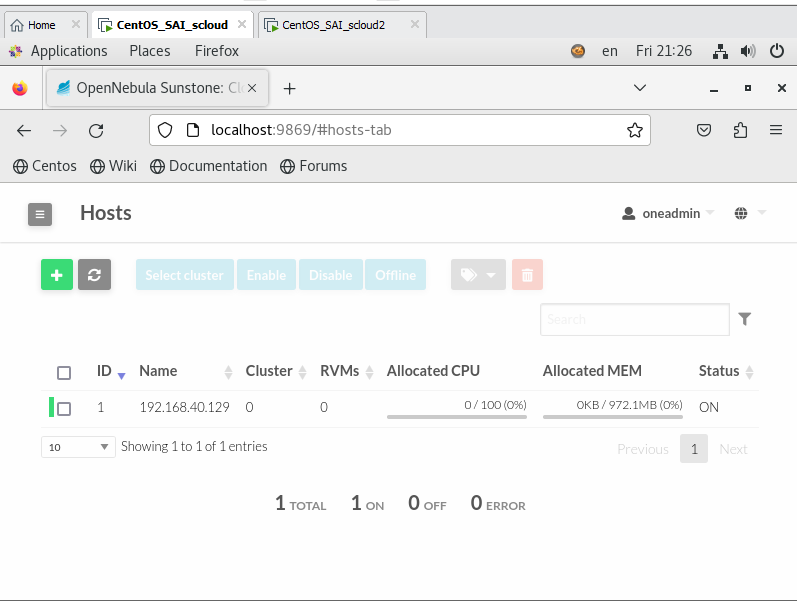 Home CentOS_SAI_scloud CentOS_SAI_scloud2
Applications Places Firefox en Fri 21:26
OpenNebula Sunstone: Cl
localhost:9869/#hosts-tab
Centos Wiki Documentation Forums
Hosts oneadmin
Select cluster Enable Disable Offline
Search
ID Name Cluster RVMs Allocated CPU Allocated MEM Status
1 192.168.40.129 0 0 0 / 100 (0%) 0KB / 972.1MB (0%) ON
10 Showing 1 to 1 of 1 entries Previous 1 Next
1 TOTAL 1 ON 0 OFF 0 ERROR